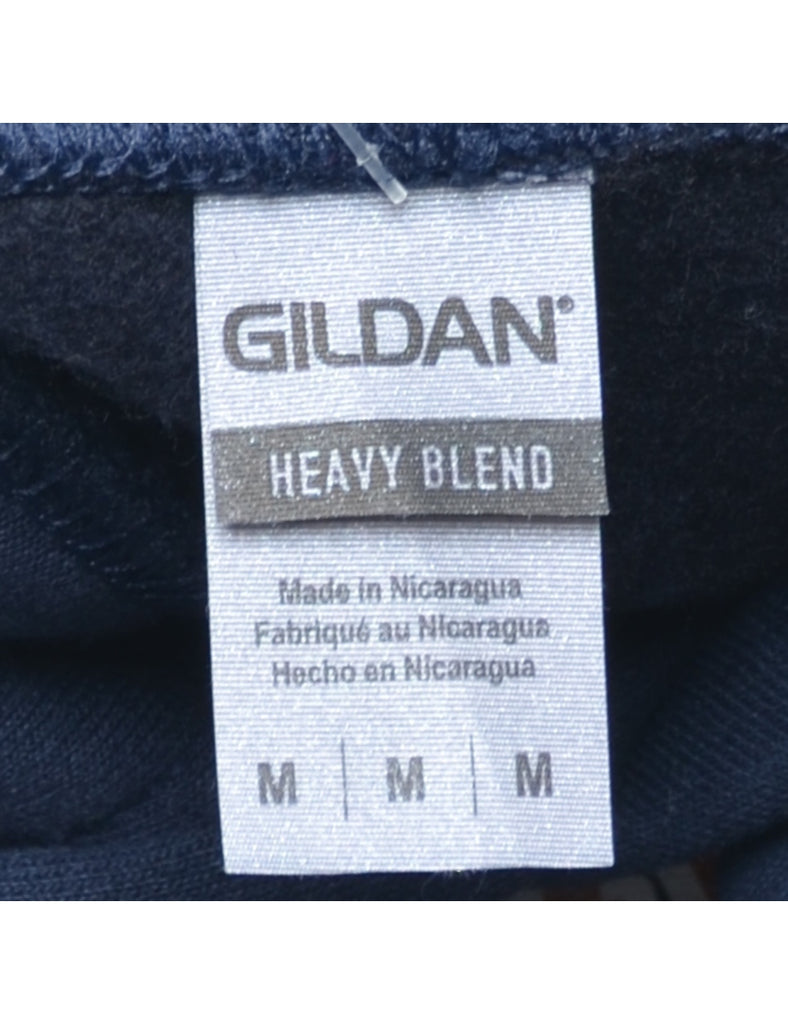 GILDAN®
HEAVY BLEND
Made in Nicaragua
Fabriqué au Nicaragua
Hecho en Nicaragua
M | M | M